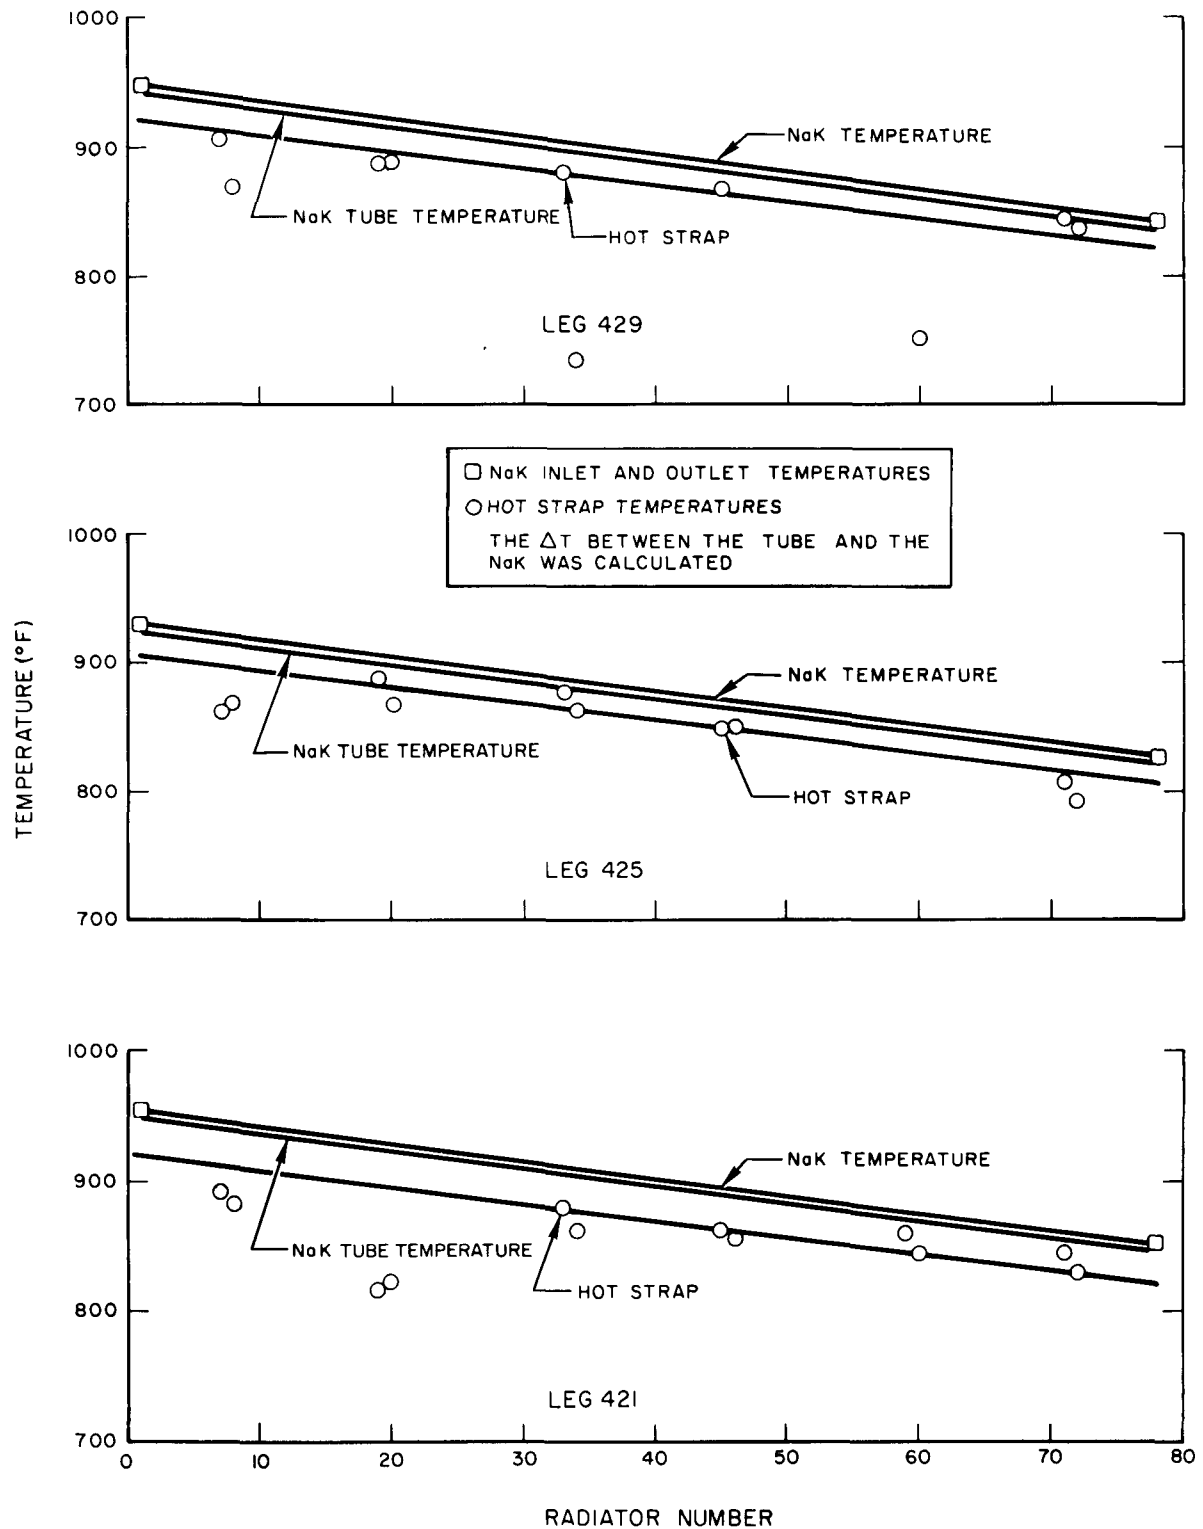 1000
900
800
700
NaK TEMPERATURE
NaK TUBE TEMPERATURE
HOT STRAP
LEG 429
NaK INLET AND OUTLET TEMPERATURES
HOT STRAP TEMPERATURES
THE ΔT BETWEEN THE TUBE AND THE
NaK WAS CALCULATED
TEMPERATURE (°F)
1000
900
800
700
NaK TEMPERATURE
NaK TUBE TEMPERATURE
HOT STRAP
LEG 425
1000
900
800
700
NaK TEMPERATURE
NaK TUBE TEMPERATURE
HOT STRAP
LEG 421
0 10 20 30 40 50 60 70 80
RADIATOR NUMBER